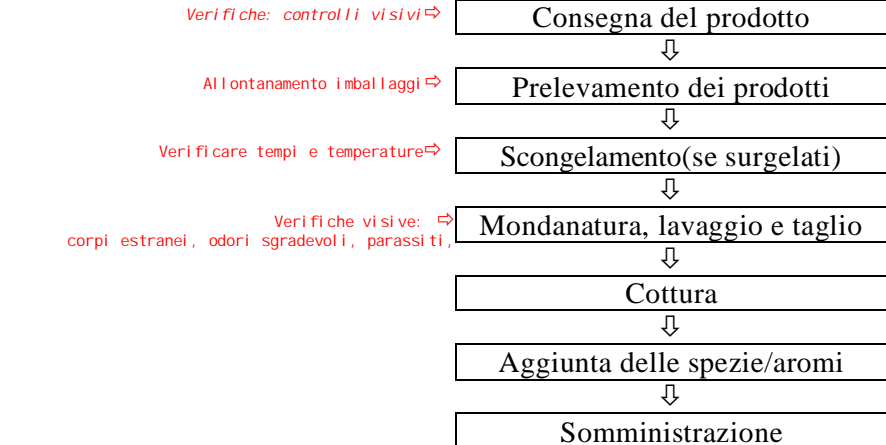 Verifiche: controlli visivi⇨ Consegna del prodotto
⇩
Allontanamento imballaggi⇨ Prelevamento dei prodotti
⇩
Verificare tempi e temperature⇨ Scongelamento(se surgelati)
⇩
Verifiche visive: ⇨ Mondanatura, lavaggio e taglio
corpi estranei, odori sgradevoli, parassiti,
⇩
Cottura
⇩
Aggiunta delle spezie/aromi
⇩
Somministrazione